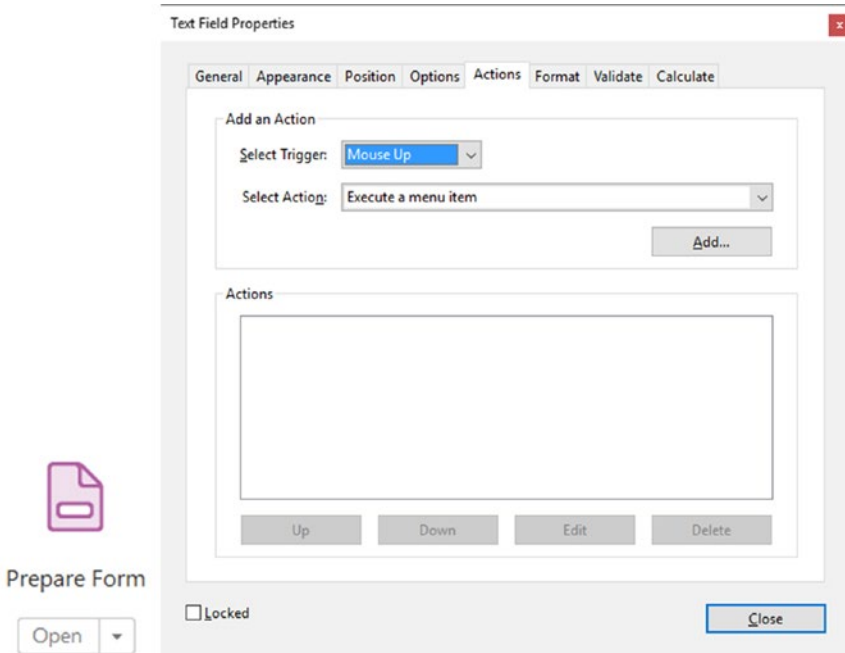 Text Field Properties
x
General Appearance Position Options Actions Format Validate Calculate
Add an Action
Select Trigger: Mouse Up
Select Action: Execute a menu item
Add...
Actions
Up Down Edit Delete
Prepare Form
Open
Locked
Close